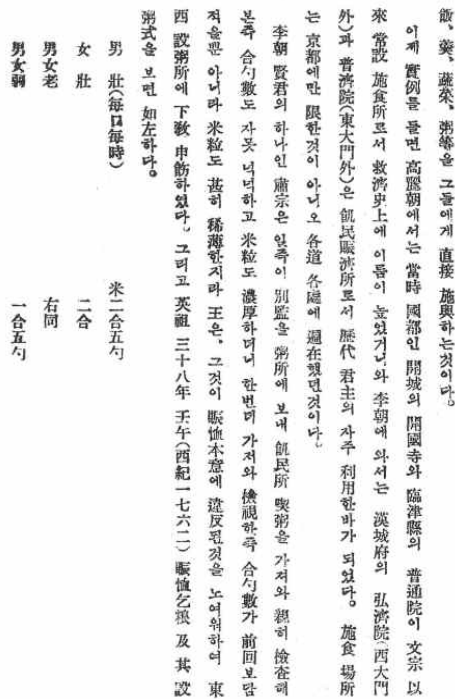 飯、羹、蔬菜、粥等을 그들에게 直接 施與하는것이다。
이제 實例를 들면 高麗朝에서는 當時 國都인 開城의 開國寺와 臨津縣의 普通院이 文宗 以
來 常設 施食所로서 救濟史上에 이름이 높았거니와 李朝에 와서는 漢城府의 弘濟院(西大門
外)과 普濟院(東大門外)은 飢民賑濟所로서 歷代 君主의 자주 利用한바가 되었다。 施食 場所
는 京都에만 限한것이 아니오 各道 各處에 遍在했던것이다。
李朝 賢君의 하나인 肅宗은 일즉이 別監을 粥所에 보내 飢民所 喫粥을 가져와 親히 檢査해
본즉 合勺數도 자못 넉넉하고 米粒도 濃厚하더니 한번더 가저와 檢視하즉 合勺數가 前回보담
적을뿐 아니라 米粒도 甚히 稀薄한지라 王은、그것이 賑恤本意에 違反된것을 노여워하여 東
西 設粥所에 下敎 申飭하였다。 그리고 英祖 三十八年 壬午(西紀一七六二) 賑恤乞粮 及 其 設
粥式을 보면 如左하다。
男 壯(每口每時) 米二合五勺
女 壯 二合
男女老 右同
男女弱 一合五勺